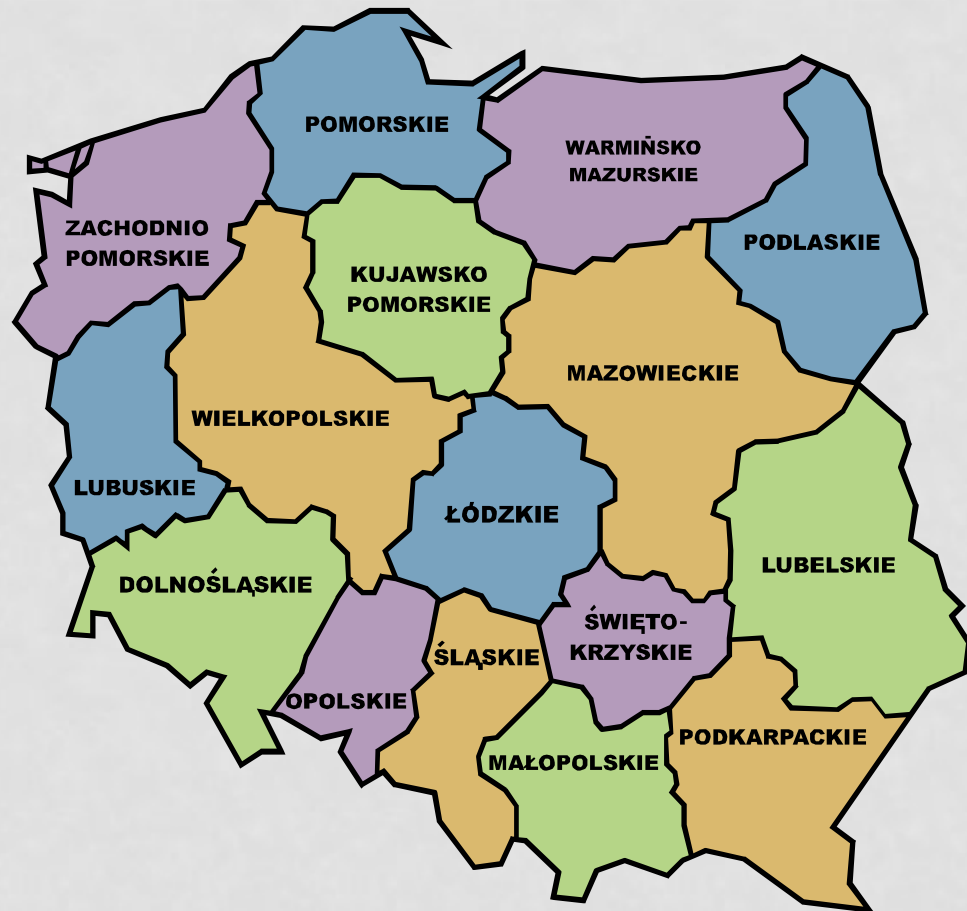 POMORSKIE
WARMIŃSKO
MAZURSKIE
ZACHODNIO
POMORSKIE
PODLASKIE
KUJAWSKO
POMORSKIE
MAZOWIECKIE
WIELKOPOLSKIE
LUBUSKIE
ŁÓDZKIE
LUBELSKIE
DOLNOŚLĄSKIE
ŚWIĘTO-
KRZYSKIE
ŚLĄSKIE
OPOLSKIE
PODKARPACKIE
MAŁOPOLSKIE